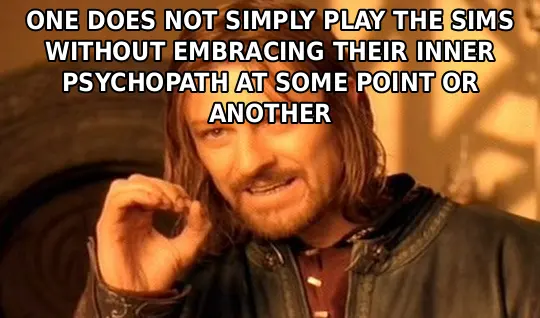 ONE DOES NOT SIMPLY PLAY THE SIMS
WITHOUT EMBRACING THEIR INNER
PSYCHOPATH AT SOME POINT OR
ANOTHER